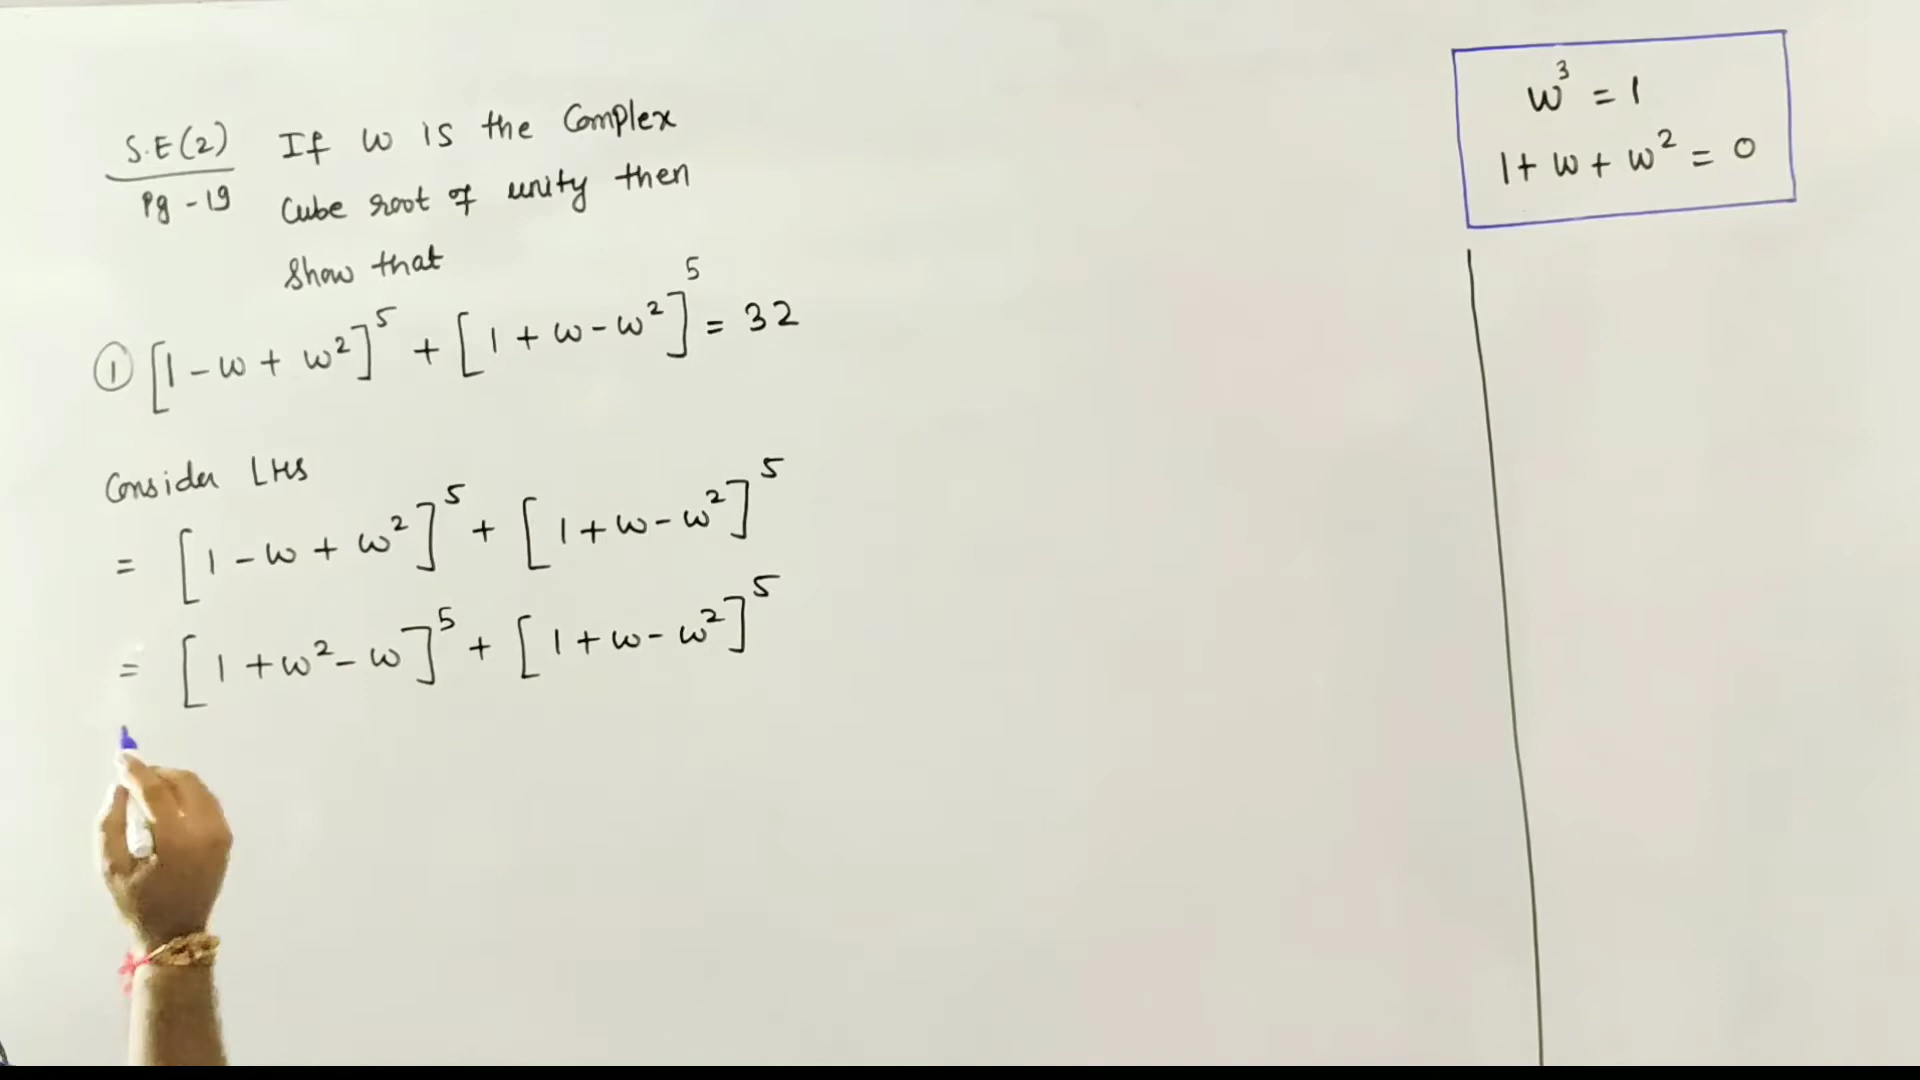 S.E(2) If ω is the Complex
Pg - 19 Cube root of unity then
Show that
① [1 - ω + ω²]⁵ + [1 + ω - ω²]⁵ = 32
Consider LHS
= [1 - ω + ω²]⁵ + [1 + ω - ω²]⁵
= [1 + ω² - ω]⁵ + [1 + ω - ω²]⁵
ω³ = 1
1 + ω + ω² = 0